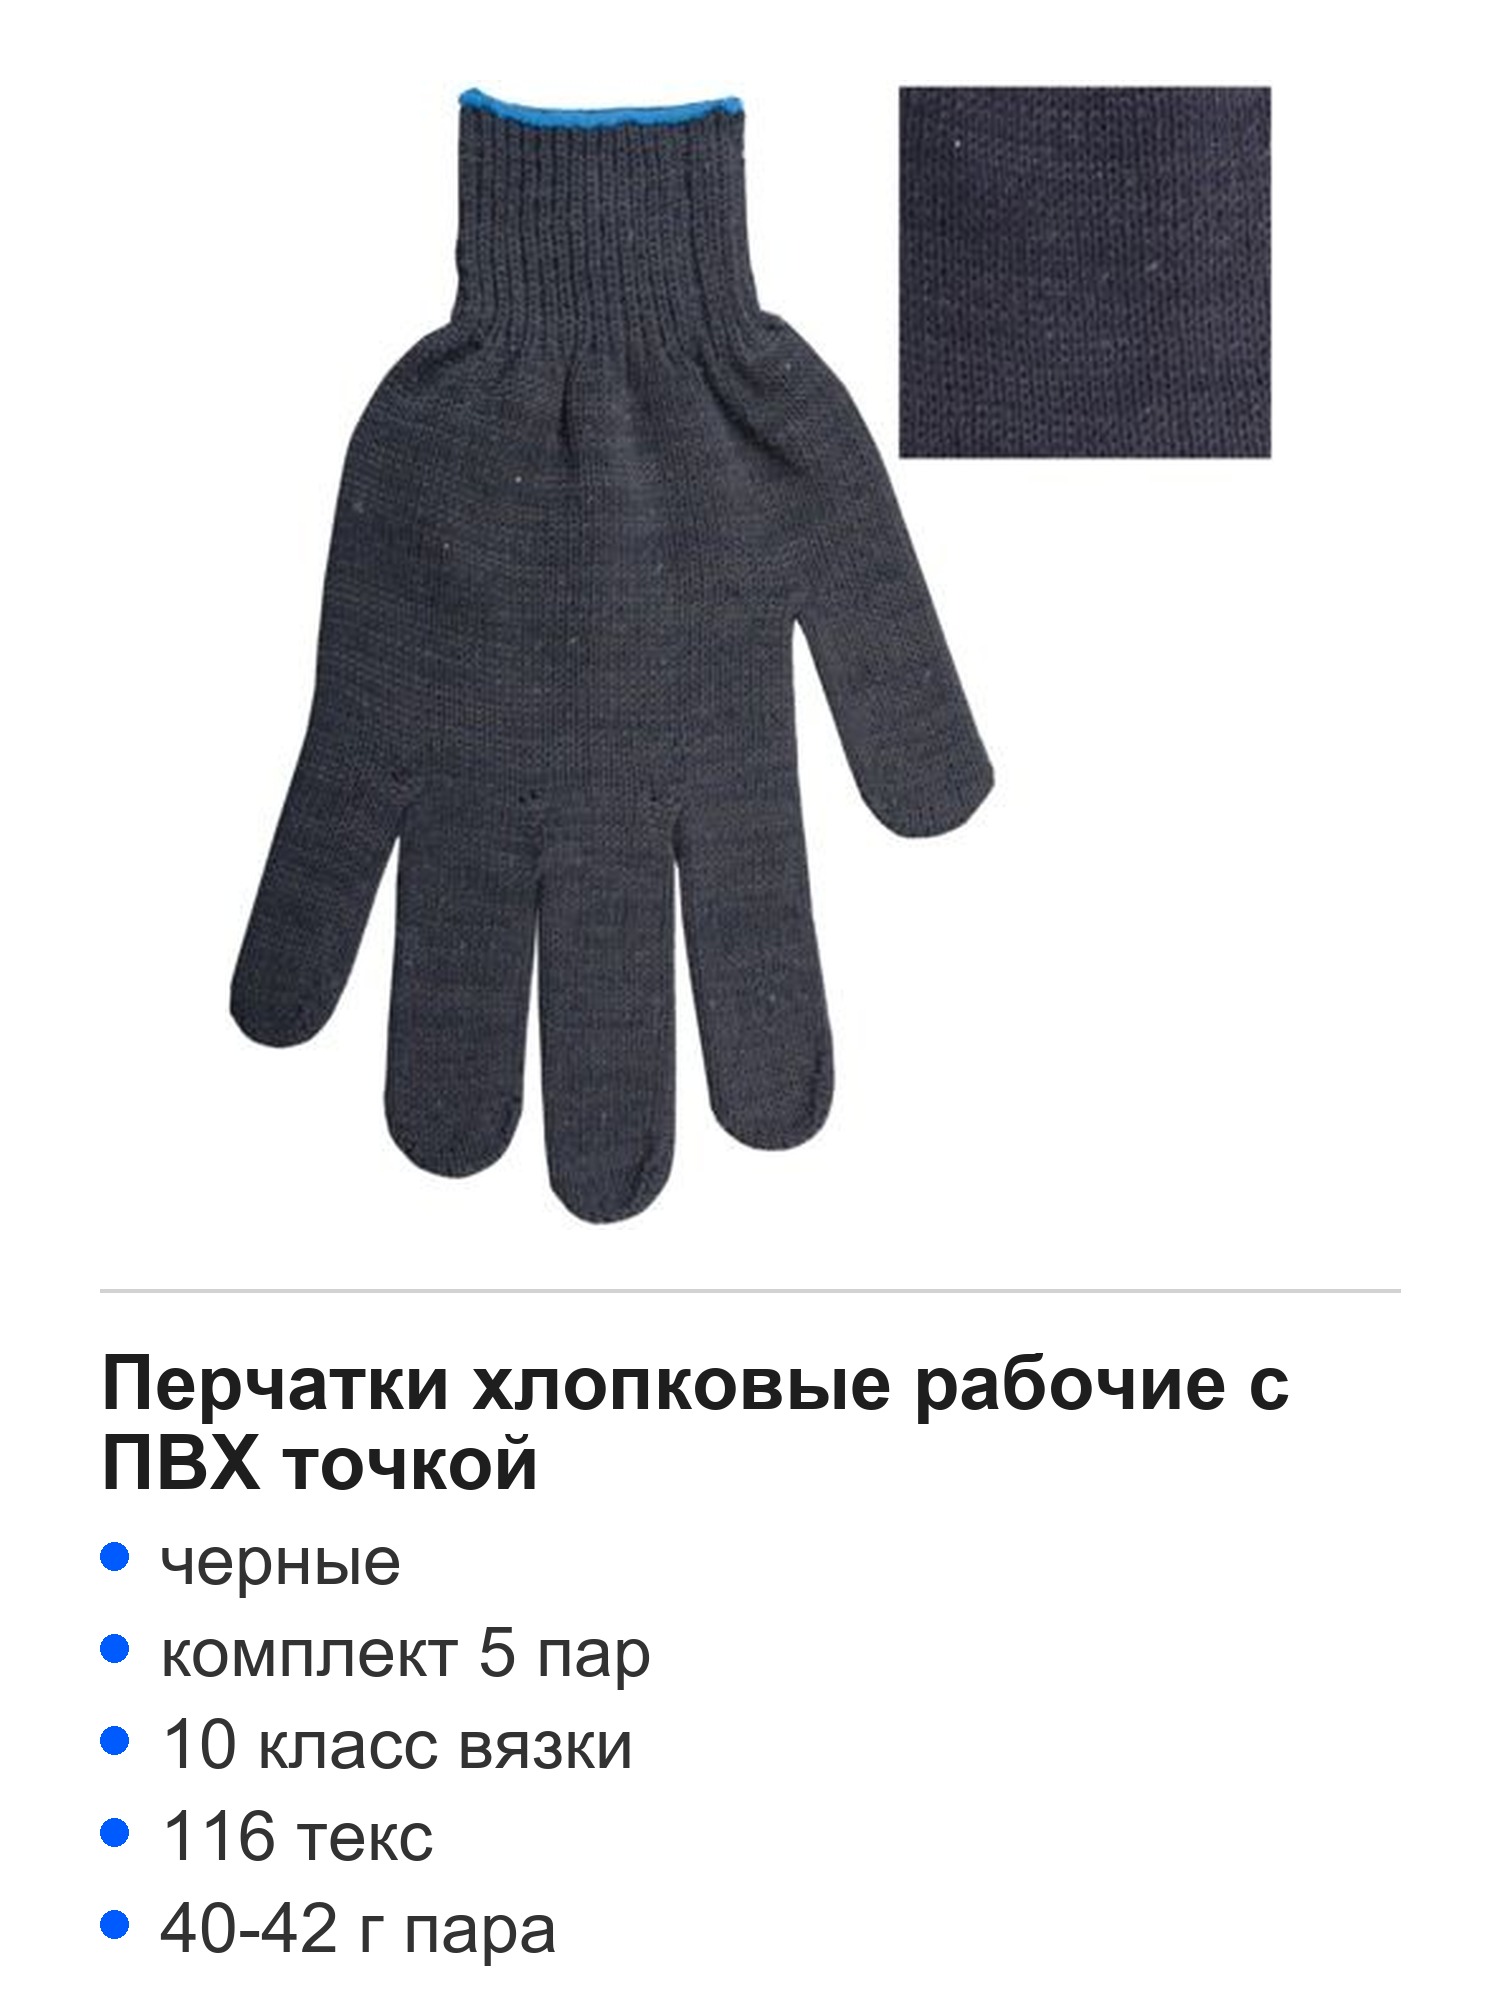 Перчатки хлопковые рабочие с
ПВХ точкой
черные
комплект 5 пар
10 класс вязки
116 текс
40-42 г пара